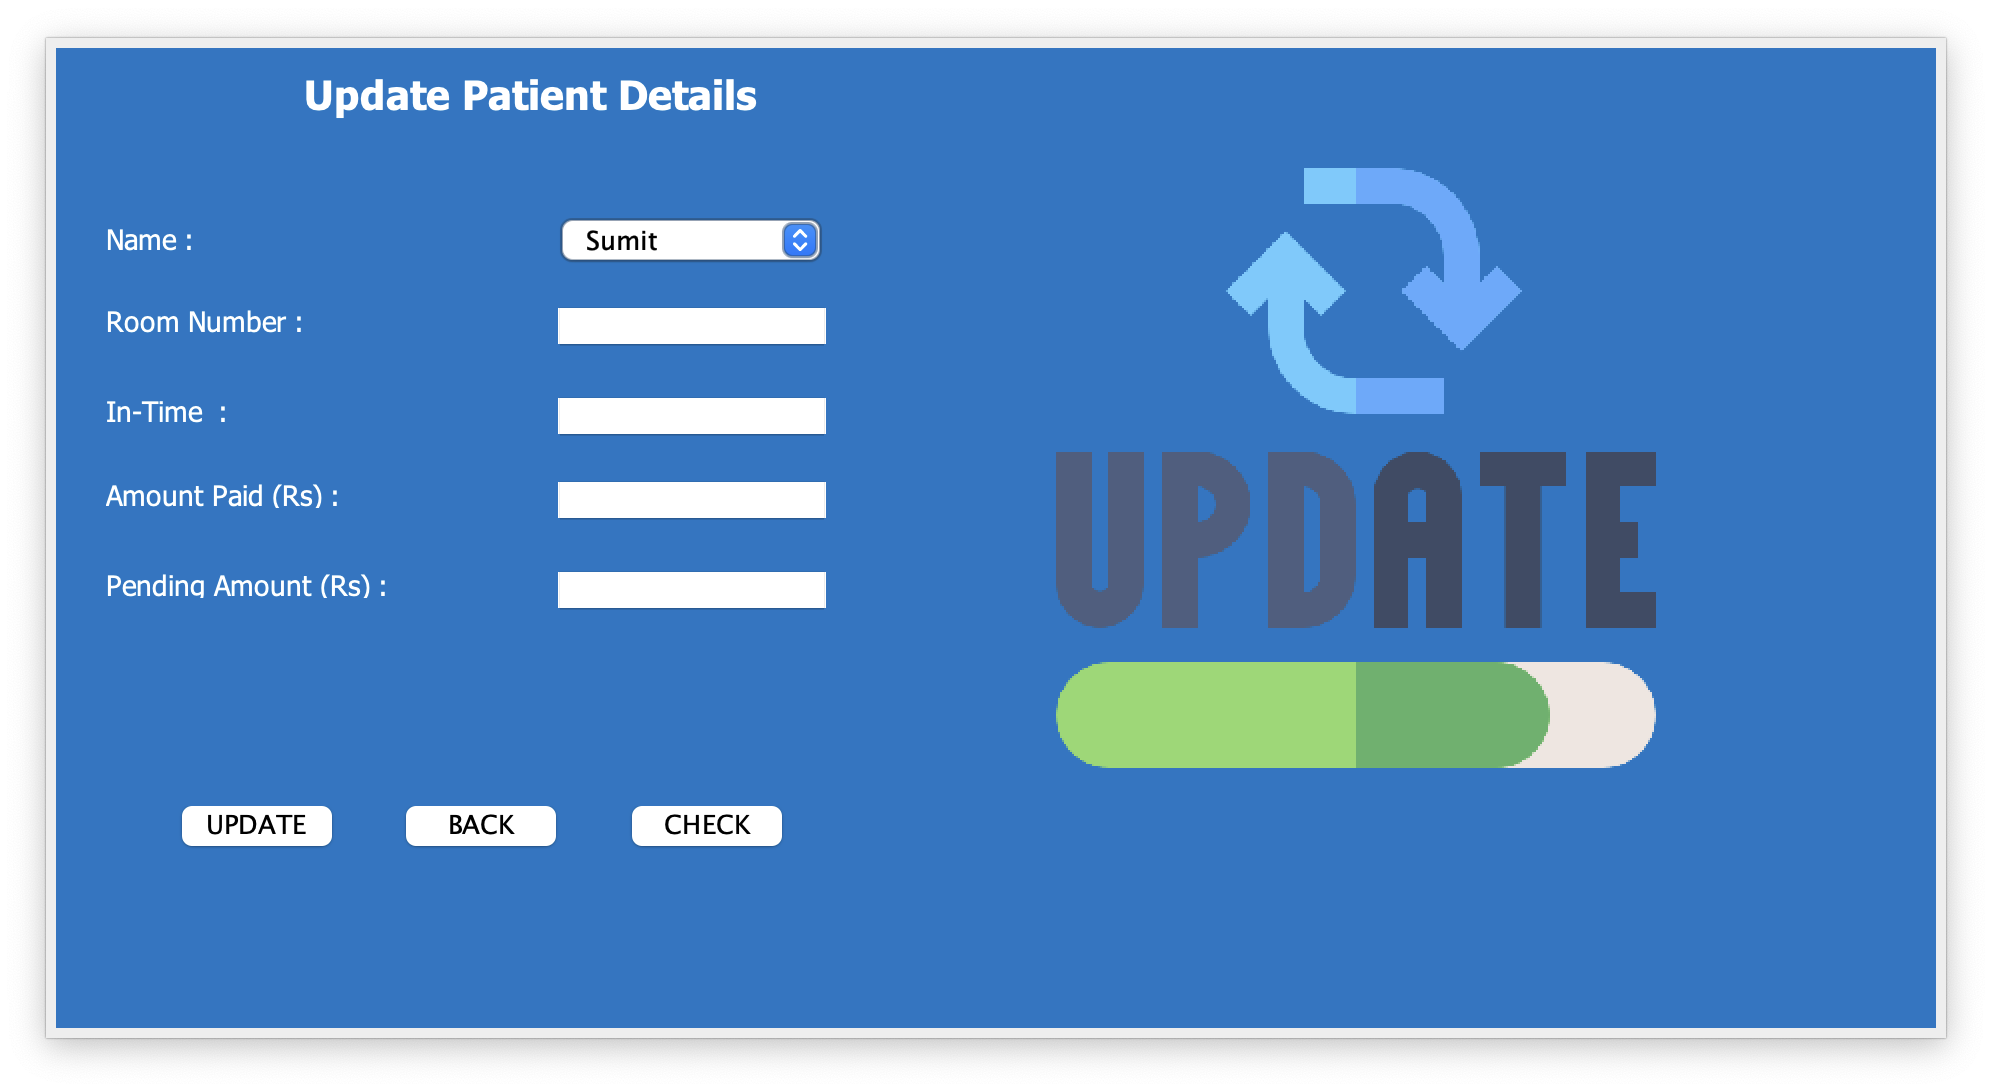 Update Patient Details
Name :
Sumit
Room Number :
In-Time  :
Amount Paid (Rs) :
Pending Amount (Rs) :
UPDATE
BACK
CHECK
UPDATE